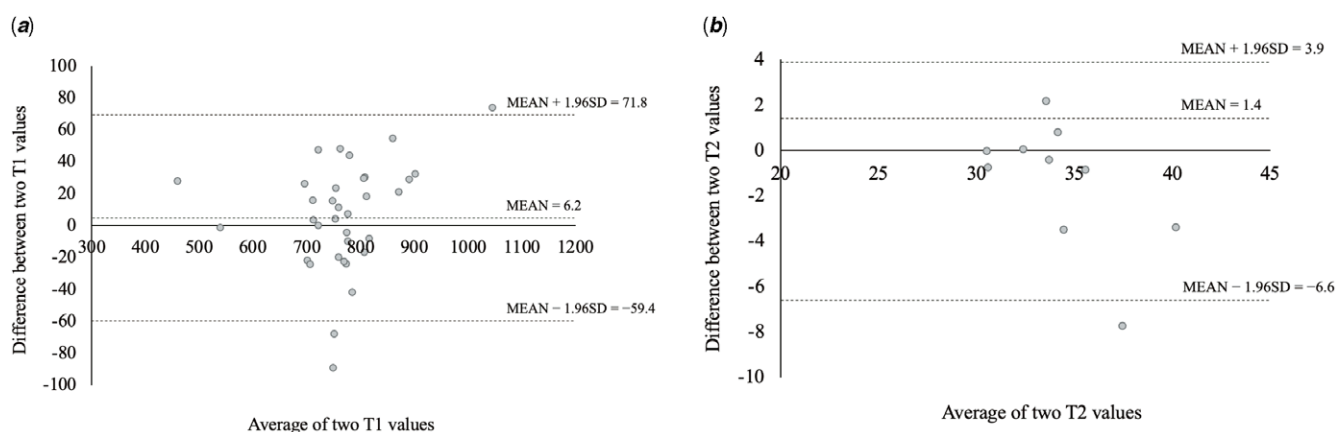 (a)
100
80
60
40
20
0
-20
-40
-60
-80
-100
300 400 500 600 700 800 900 1000 1100 1200
MEAN + 1.96SD = 71.8
MEAN = 6.2
MEAN − 1.96SD = −59.4
Difference between two T1 values
Average of two T1 values
(b)
4
2
0
-2
-4
-6
-8
-10
20 25 30 35 40 45
MEAN + 1.96SD = 3.9
MEAN = 1.4
MEAN − 1.96SD = −6.6
Difference between two T2 values
Average of two T2 values